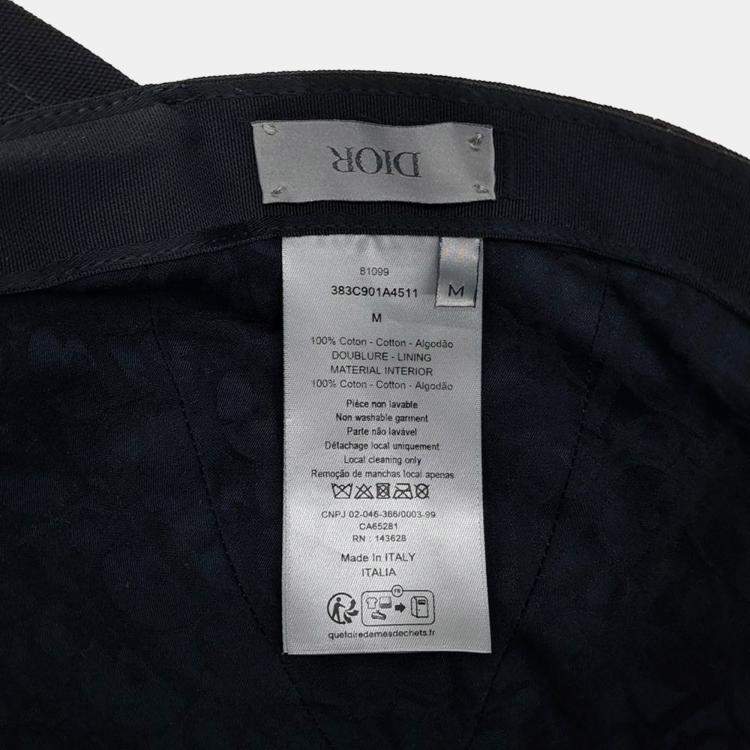 DIOR
M
81099
383C901A4511
M
100% Coton - Cotton - Algodão
DOUBLURE - LINING
MATERIAL INTERIOR
100% Coton - Cotton - Algodão
Pièce non lavable
Non washable garment
Parte não lavável
Détachage local uniquement
Local cleaning only
Remoção de manchas local apenas
CNPJ 02-046-366/0003-99
CA65281
RN : 143628
Made In ITALY
ITALIA
FR
quefairedemesdechets.fr